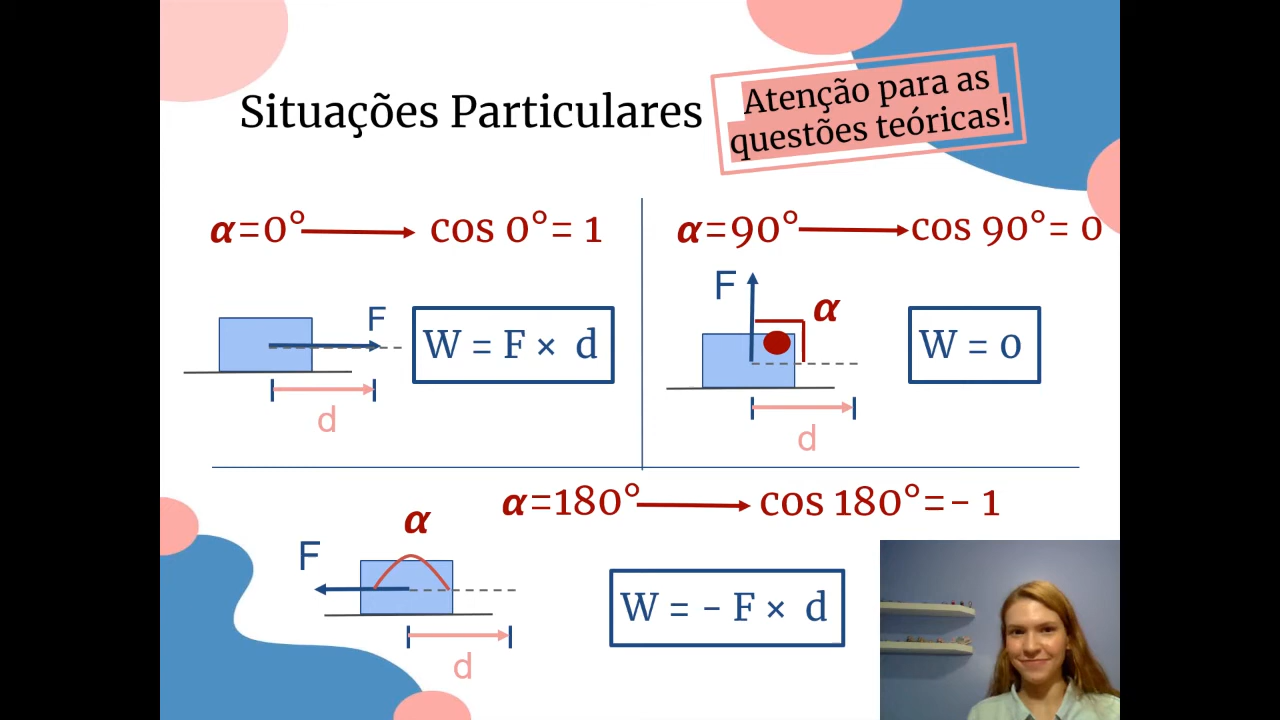 Situações Particulares
Atenção para as
questões teóricas!
α=0° cos 0°= 1
F
W = F × d
d
α=90° cos 90°= 0
F
α
W = 0
d
α=180° cos 180°=- 1
α
F
W = - F × d
d